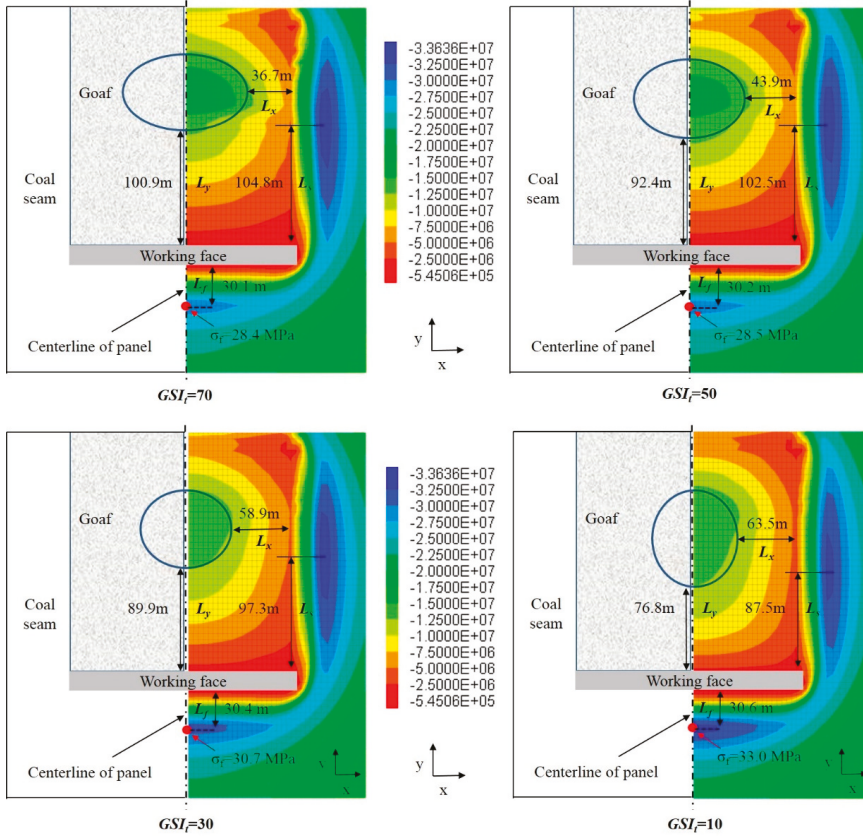 Goaf
36.7m
Lx
Coal
seam
100.9m
Ly
104.8m
Ls
Working face
Lf
30.1 m
σf=28.4 MPa
Centerline of panel
y
x
GSIt=70
-3.3636E+07
-3.2500E+07
-3.0000E+07
-2.7500E+07
-2.5000E+07
-2.2500E+07
-2.0000E+07
-1.7500E+07
-1.5000E+07
-1.2500E+07
-1.0000E+07
-7.5000E+06
-5.0000E+06
-2.5000E+06
-5.4506E+05
Goaf
43.9m
Lx
Coal
seam
92.4m
Ly
102.5m
Working face
Lf
30.2 m
σf=28.5 MPa
Centerline of panel
GSIt=50
Goaf
58.9m
Lx
Coal
seam
89.9m
Ly
97.3m
Working face
Lf
30.4 m
σf=30.7 MPa
Centerline of panel
y
x
GSIt=30
-3.3636E+07
-3.2500E+07
-3.0000E+07
-2.7500E+07
-2.5000E+07
-2.2500E+07
-2.0000E+07
-1.7500E+07
-1.5000E+07
-1.2500E+07
-1.0000E+07
-7.5000E+06
-5.0000E+06
-2.5000E+06
-5.4506E+05
y
x
Goaf
63.5m
Lx
Coal
seam
76.8m
Ly
87.5m
Working face
Lf
30.6 m
σf=33.0 MPa
Centerline of panel
y
x
GSIt=10